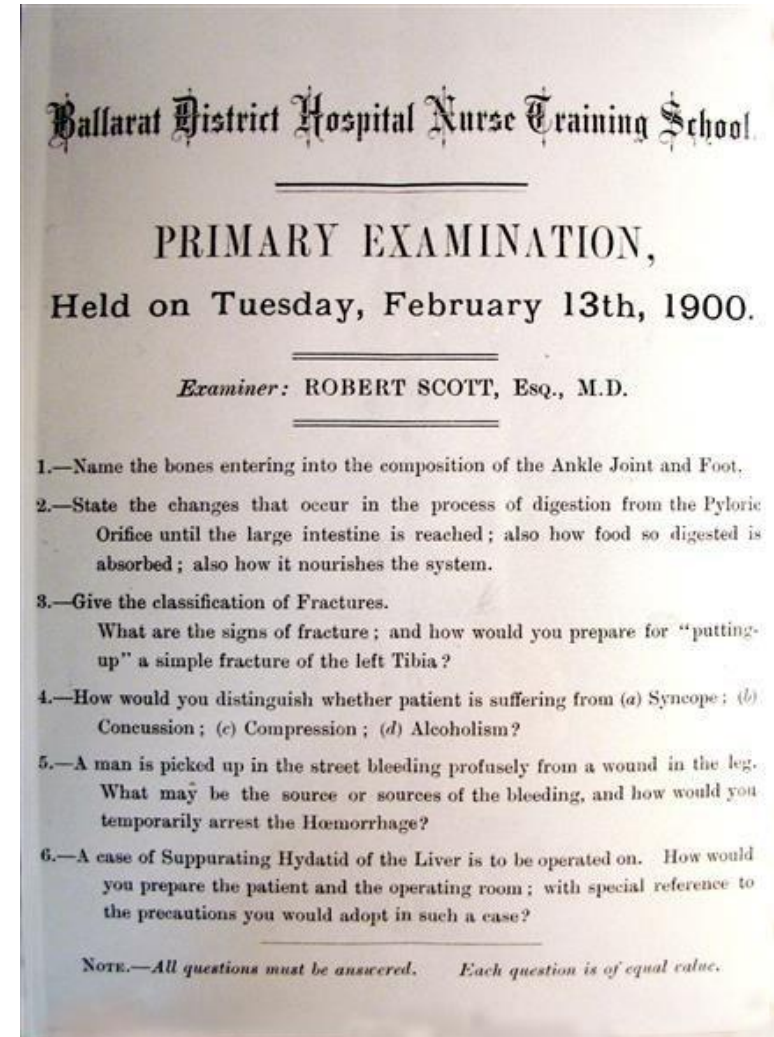 Ballarat District Hospital Nurse Training School.
PRIMARY EXAMINATION,
Held on Tuesday, February 13th, 1900.
Examiner: ROBERT SCOTT, Esq., M.D.
1.—Name the bones entering into the composition of the Ankle Joint and Foot.
2.—State the changes that occur in the process of digestion from the Pyloric
Orifice until the large intestine is reached; also how food so digested is
absorbed; also how it nourishes the system.
3.—Give the classification of Fractures.
What are the signs of fracture; and how would you prepare for "putting-
up" a simple fracture of the left Tibia?
4.—How would you distinguish whether patient is suffering from (a) Syncope; (b)
Concussion; (c) Compression; (d) Alcoholism?
5.—A man is picked up in the street bleeding profusely from a wound in the leg.
What may be the source or sources of the bleeding, and how would you
temporarily arrest the Hœmorrhage?
6.—A case of Suppurating Hydatid of the Liver is to be operated on. How would
you prepare the patient and the operating room; with special reference to
the precautions you would adopt in such a case?
NOTE.—All questions must be answered. Each question is of equal value.